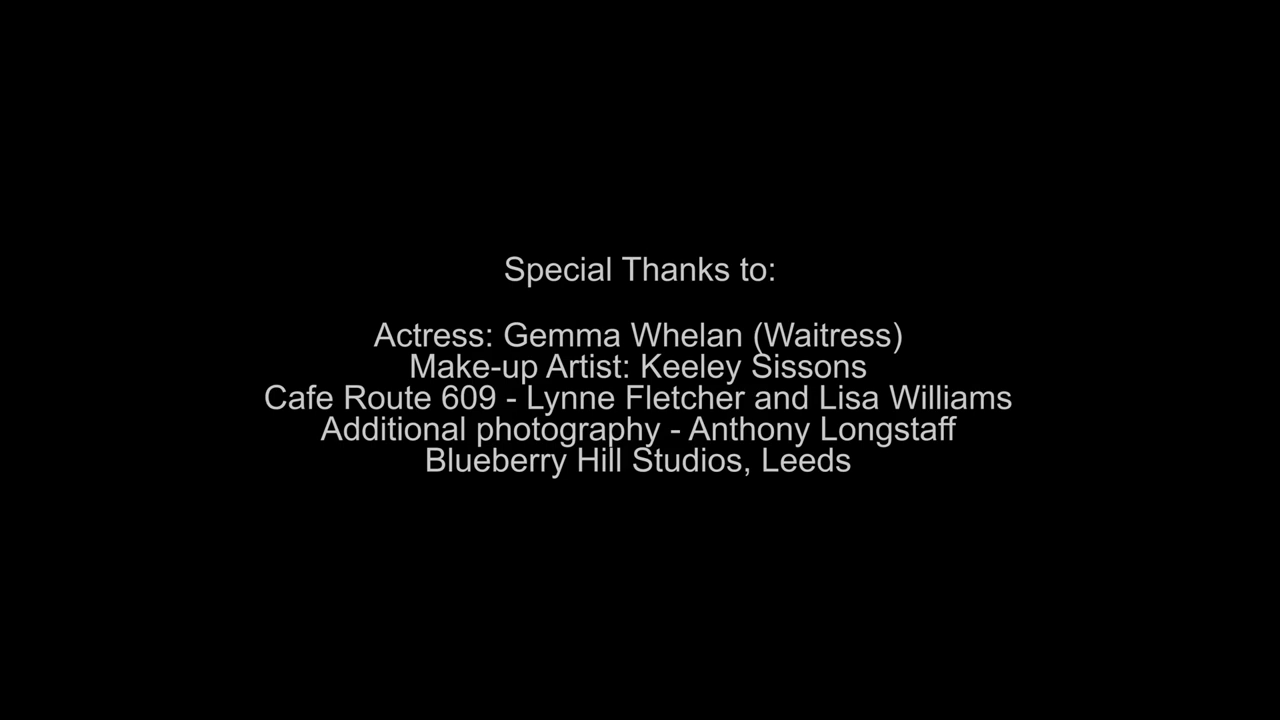 Special Thanks to:
Actress: Gemma Whelan (Waitress)
Make-up Artist: Keeley Sissons
Cafe Route 609 - Lynne Fletcher and Lisa Williams
Additional photography - Anthony Longstaff
Blueberry Hill Studios, Leeds